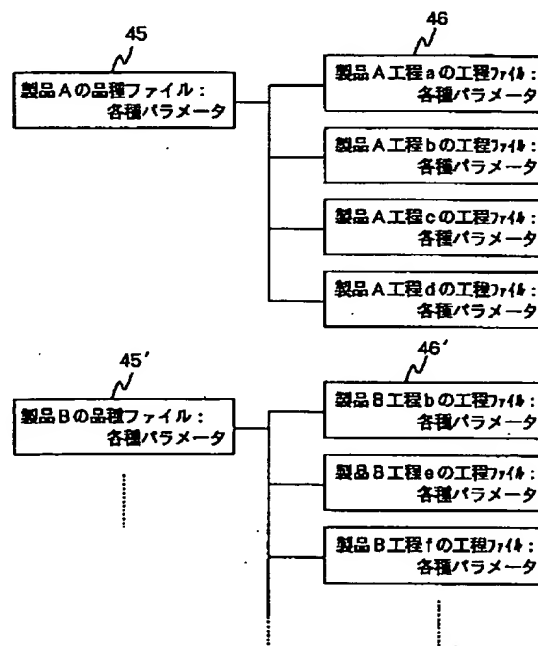 45
46
製品Aの品種ファイル：
各種パラメータ
製品A工程aの工程ﾌｧｲﾙ：
各種パラメータ
製品A工程bの工程ﾌｧｲﾙ：
各種パラメータ
製品A工程cの工程ﾌｧｲﾙ：
各種パラメータ
製品A工程dの工程ﾌｧｲﾙ：
各種パラメータ
45'
46'
製品Bの品種ファイル：
各種パラメータ
製品B工程bの工程ﾌｧｲﾙ：
各種パラメータ
製品B工程eの工程ﾌｧｲﾙ：
各種パラメータ
製品B工程fの工程ﾌｧｲﾙ：
各種パラメータ